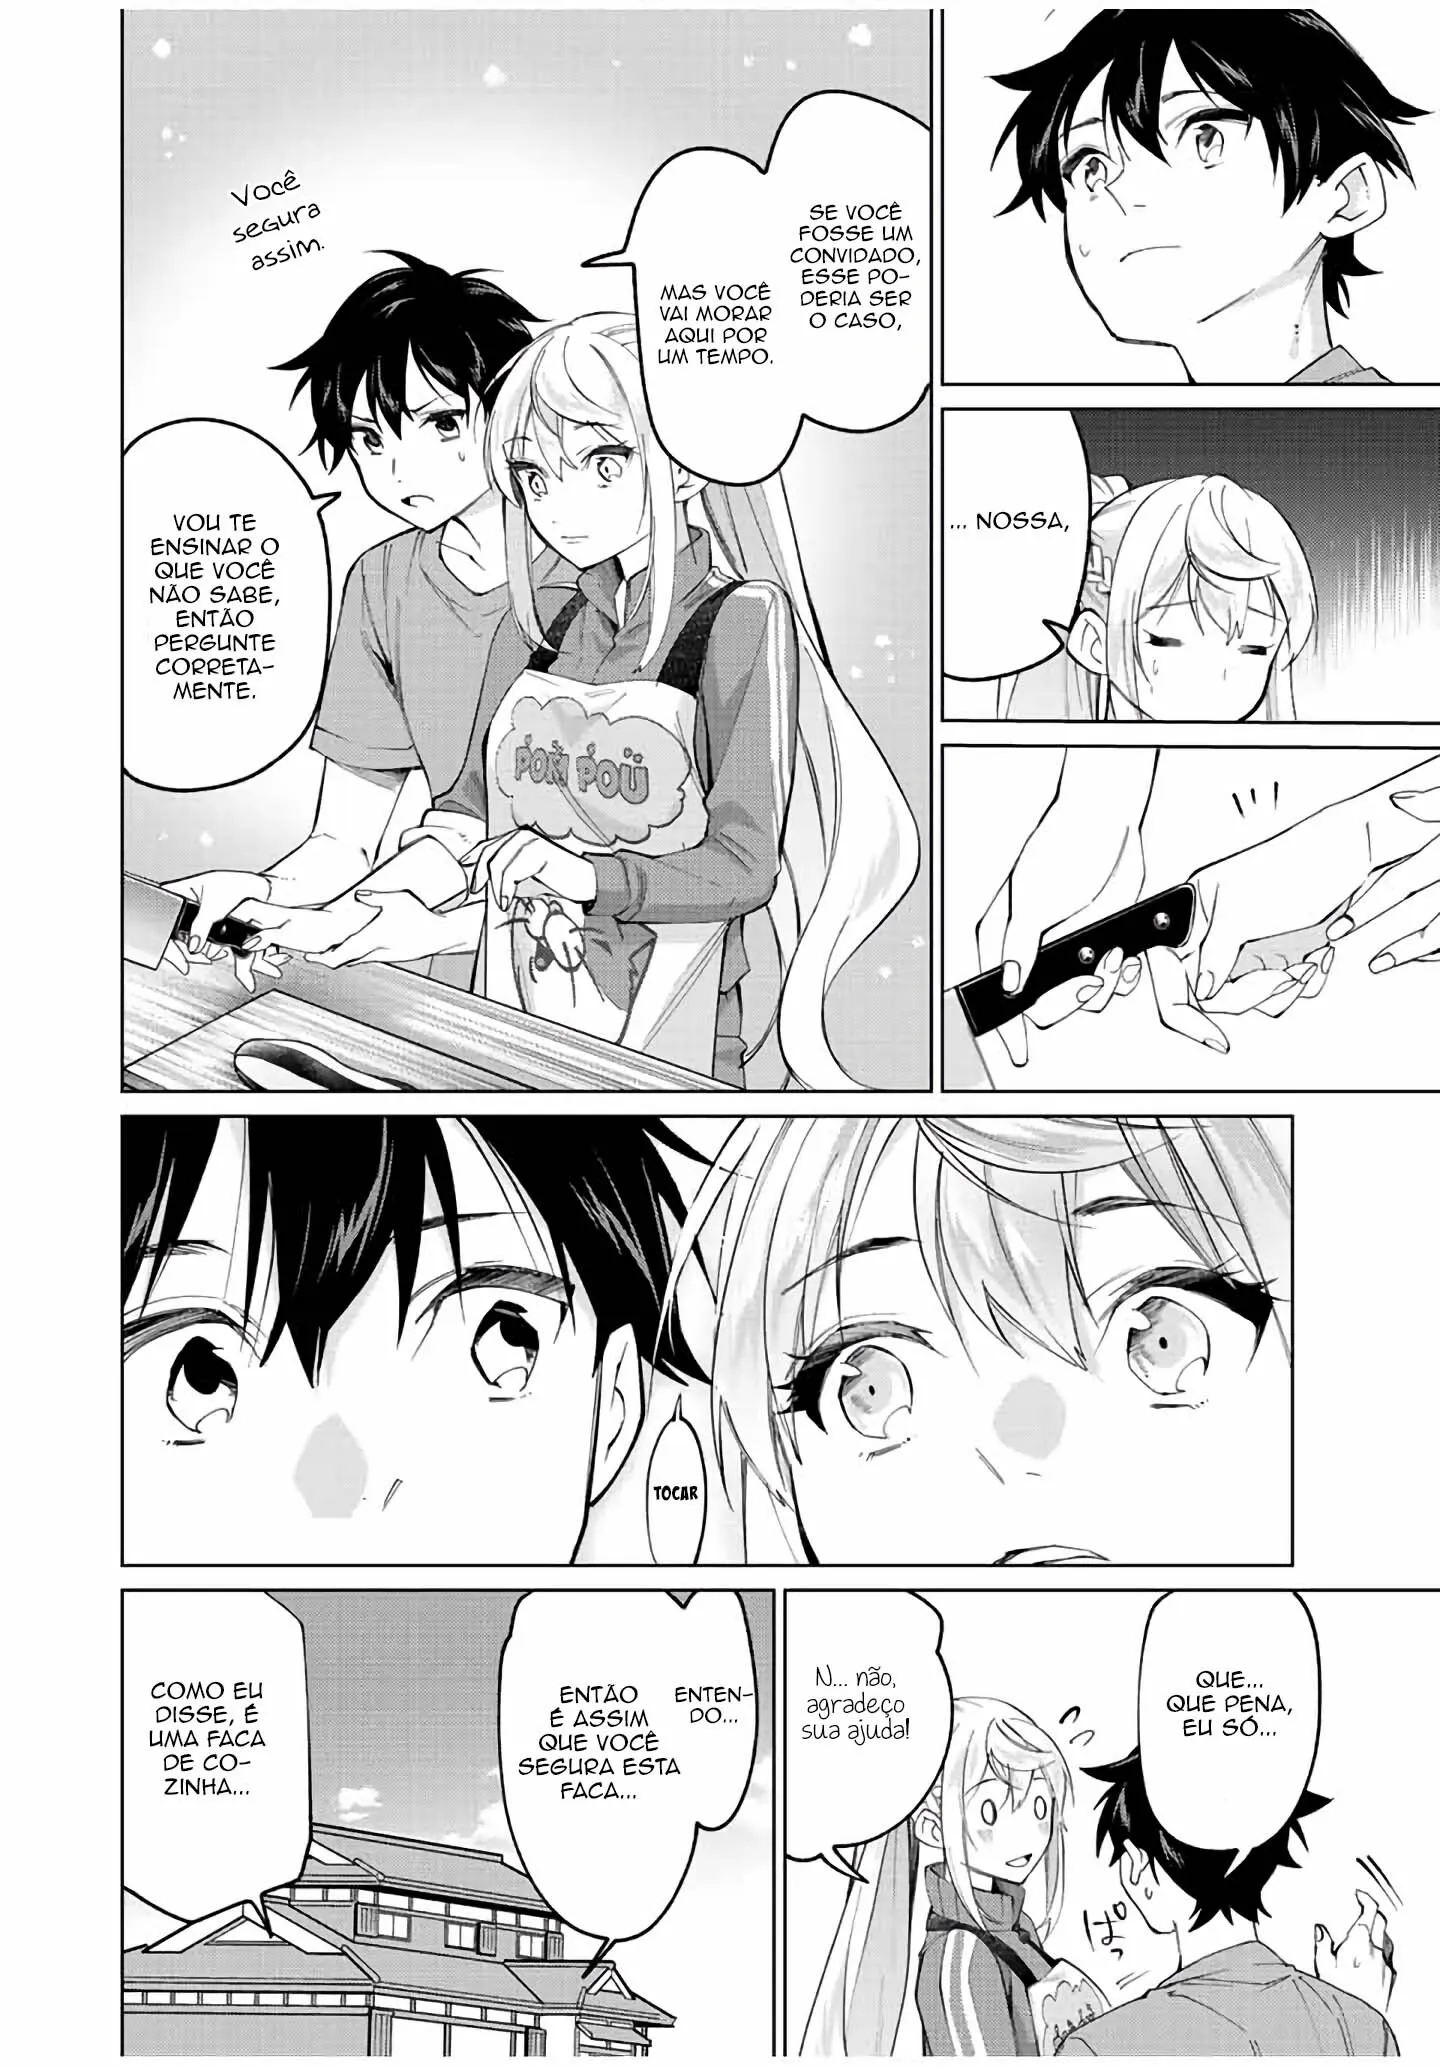 ... NOSSA,
SE VOCÊ
FOSSE UM
CONVIDADO,
ESSE PO-
DERIA SER
O CASO,
MAS VOCÊ
VAI MORAR
AQUI POR
UM TEMPO.
Você
segura
assim.
VOU TE
ENSINAR O
QUE VOCÊ
NÃO SABE,
ENTÃO
PERGUNTE
CORRETA-
MENTE.
PON POU
TOCAR
QUE...
QUE PENA,
EU SÓ...
N... não,
agradeço
sua ajuda!
ぱっ
ENTEN-
DO...
ENTÃO
É ASSIM
QUE VOCÊ
SEGURA ESTA
FACA...
COMO EU
DISSE, É
UMA FACA
DE CO-
ZINHA...